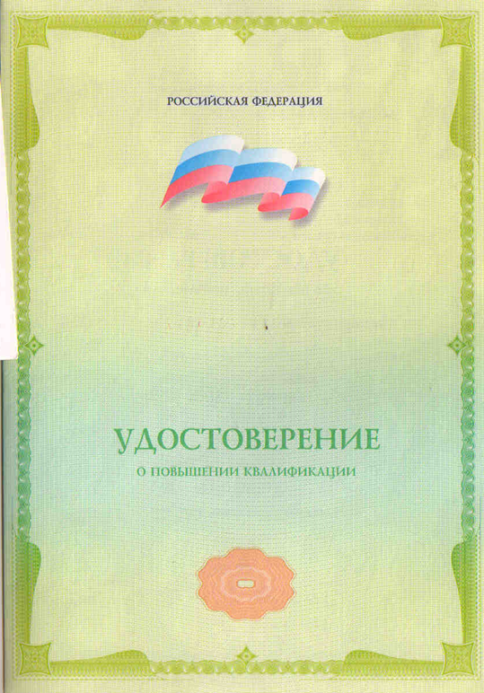 РОССИЙСКАЯ ФЕДЕРАЦИЯ
УДОСТОВЕРЕНИЕ
О ПОВЫШЕНИИ КВАЛИФИКАЦИИ